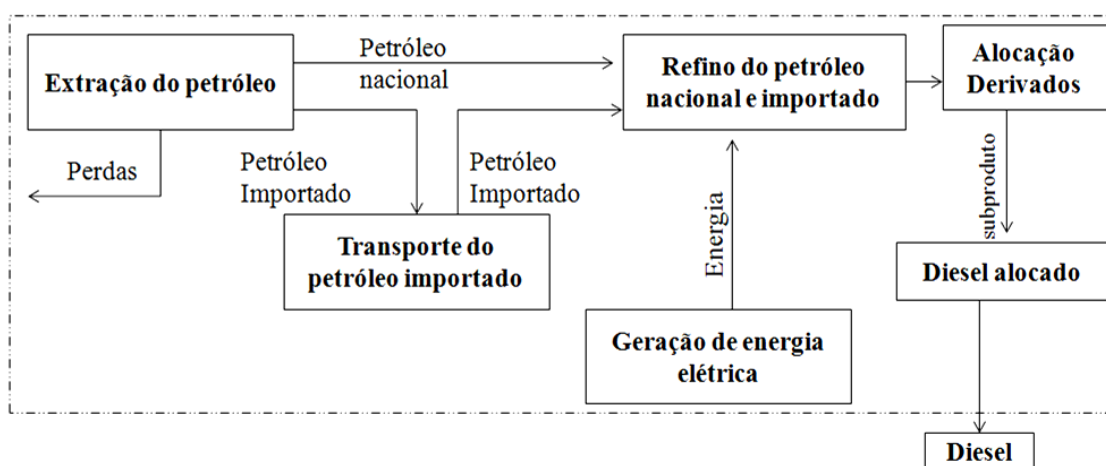 Extração do petróleo
Petróleo
nacional
Refino do petróleo
nacional e importado
Alocação
Derivados
Perdas
Petróleo
Importado
Petróleo
Importado
Transporte do
petróleo importado
Energia
subproduto
Diesel alocado
Geração de energia
elétrica
Diesel